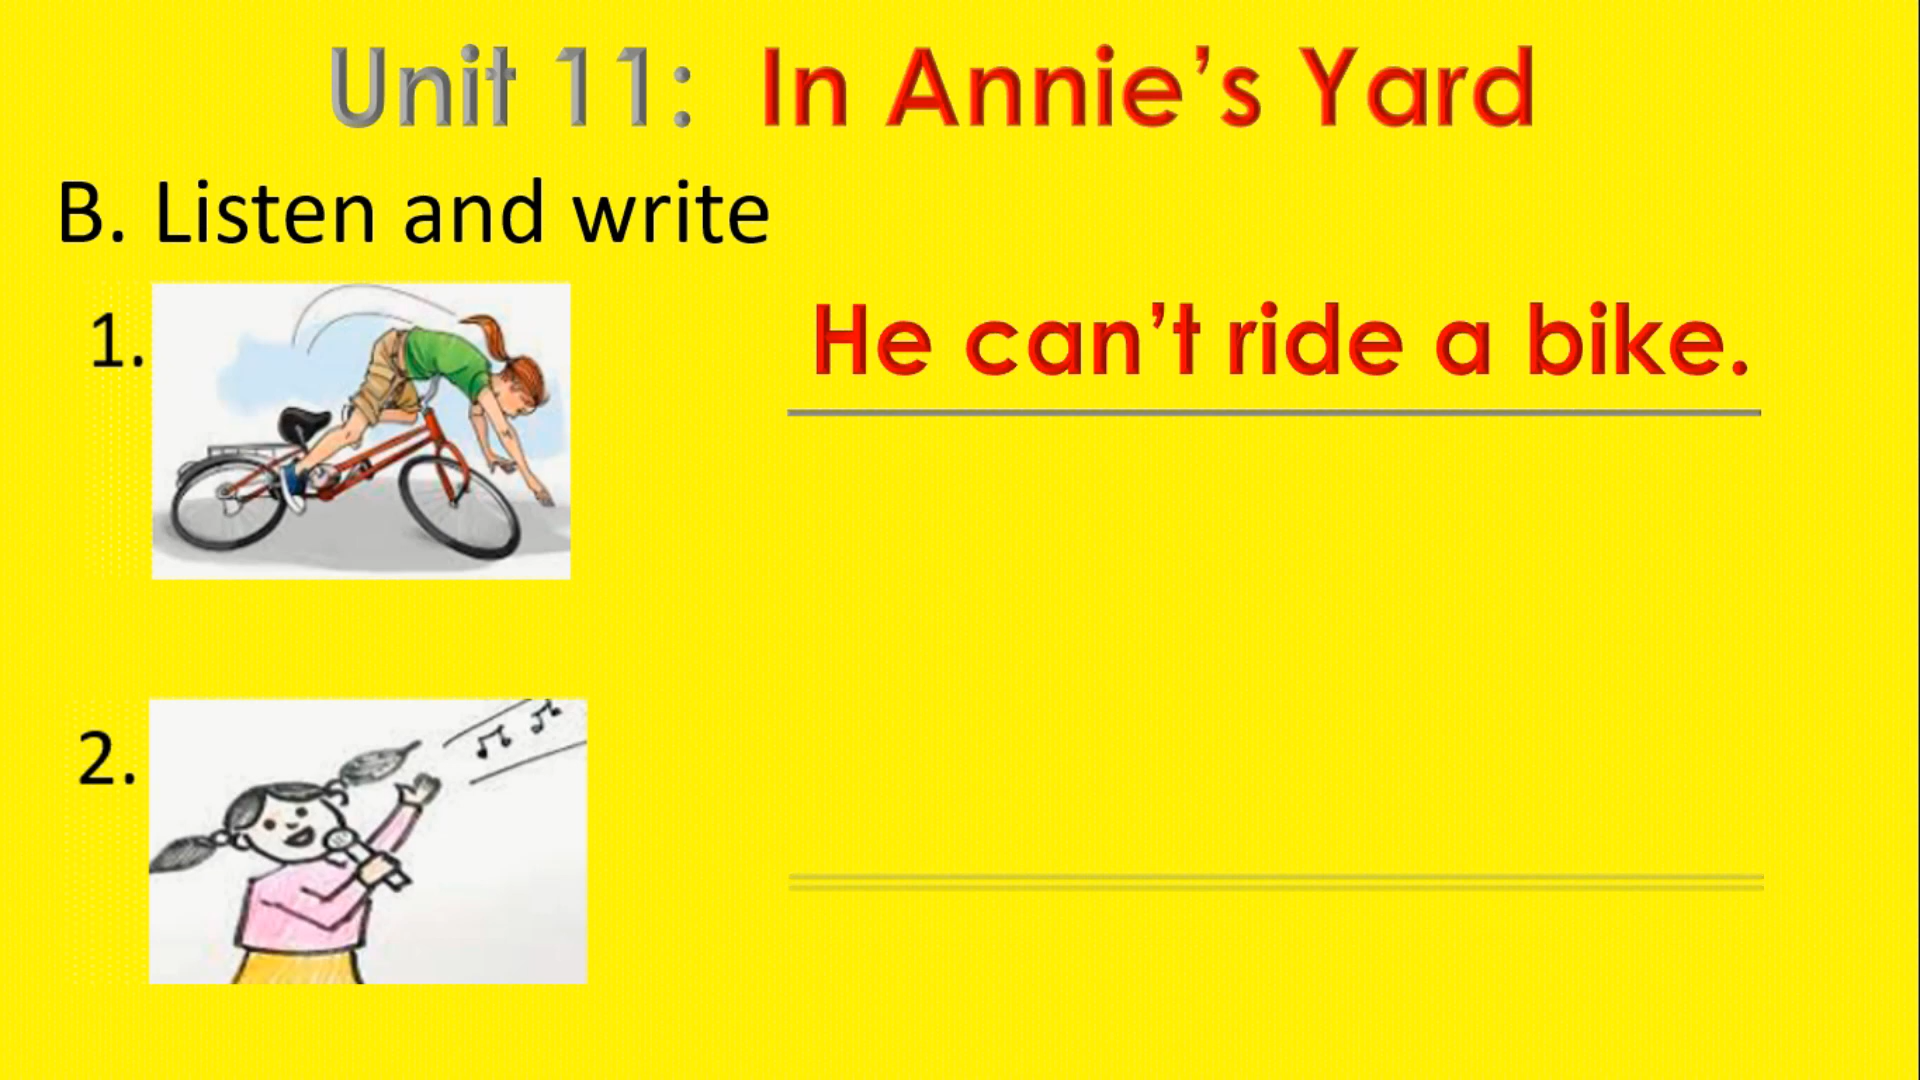 Unit 11: In Annie’s Yard
B. Listen and write
1.
He can’t ride a bike.
2.